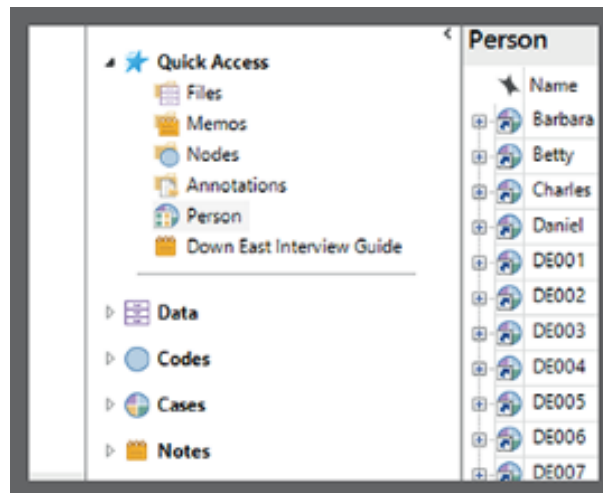 Quick Access
Files
Memos
Nodes
Annotations
Person
Down East Interview Guide
Data
Codes
Cases
Notes
Person
Name
Barbara
Betty
Charles
Daniel
DE001
DE002
DE003
DE004
DE005
DE006
DE007